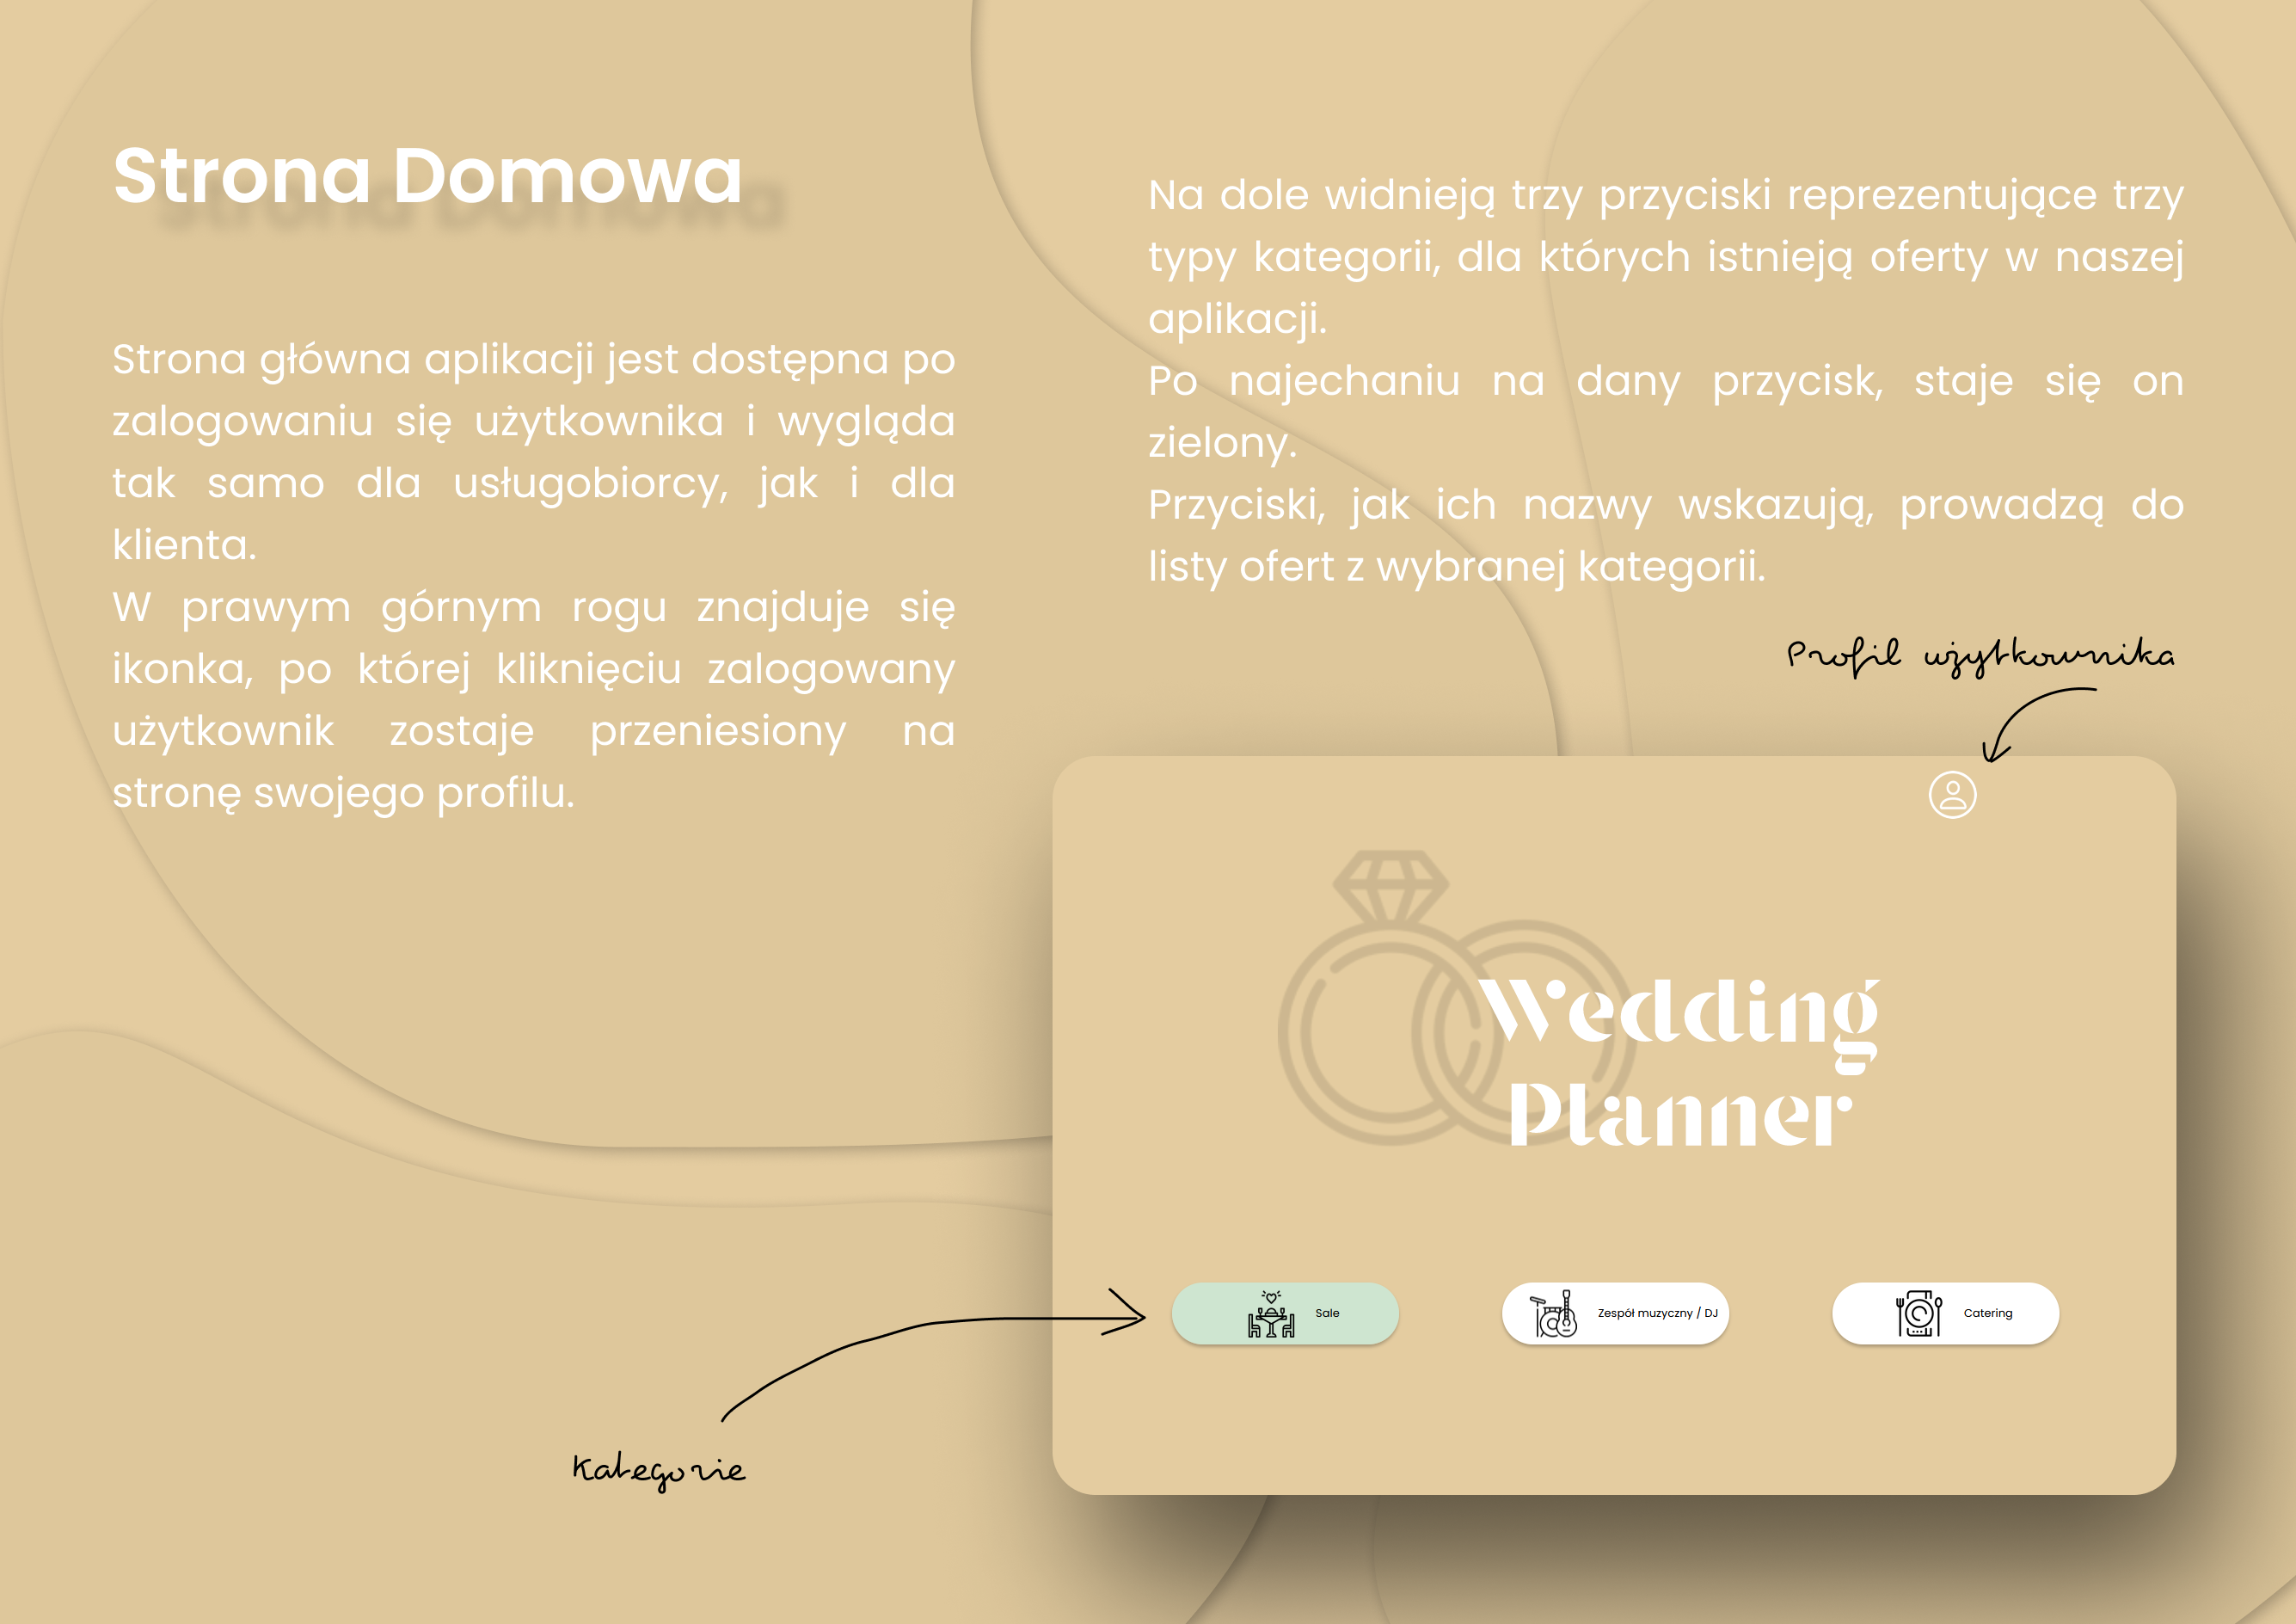 Strona Domowa
Strona główna aplikacji jest dostępna po
zalogowaniu się użytkownika i wygląda
tak samo dla usługobiorcy, jak i dla
klienta.
W prawym górnym rogu znajduje się
ikonka, po której kliknięciu zalogowany
użytkownik zostaje przeniesiony na
stronę swojego profilu.
Na dole widnieją trzy przyciski reprezentujące trzy
typy kategorii, dla których istnieją oferty w naszej
aplikacji.
Po najechaniu na dany przycisk, staje się on
zielony.
Przyciski, jak ich nazwy wskazują, prowadzą do
listy ofert z wybranej kategorii.
Profil użytkownika
Wedding
Planner
Sale
Zespół muzyczny / DJ
Catering
Kategorie